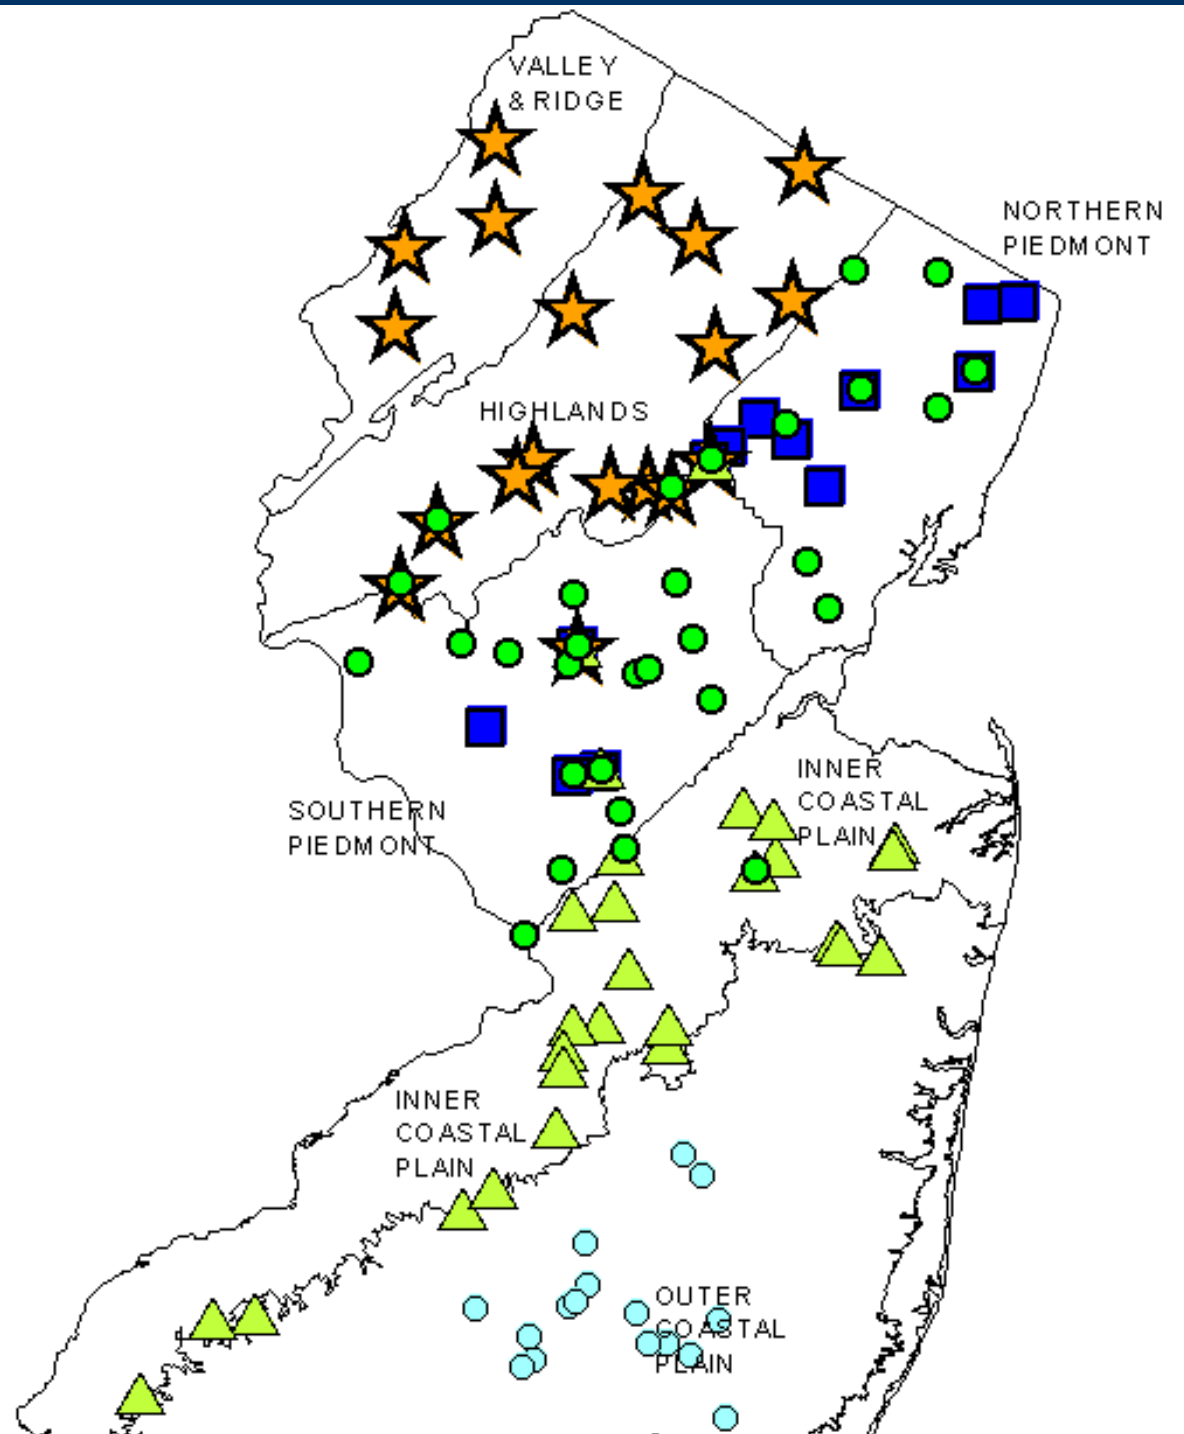 VALLEY
& RIDGE
NORTHERN
PIEDMONT
HIGHLANDS
INNER
COASTAL
PLAIN
SOUTHERN
PIEDMONT
INNER
COASTAL
PLAIN
OUTER
COASTAL
PLAIN